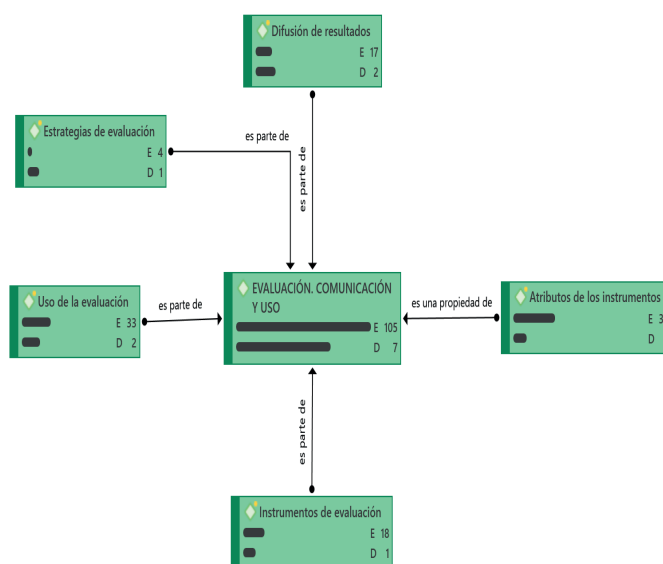 Difusión de resultados
E 17
D 2
Estrategias de evaluación
E 4
D 1
es parte de
es parte de
Uso de la evaluación
E 33
D 2
es parte de
EVALUACIÓN. COMUNICACIÓN
Y USO
E 105
D 7
es una propiedad de
Atributos de los instrumentos
E 3
D
es parte de
Instrumentos de evaluación
E 18
D 1